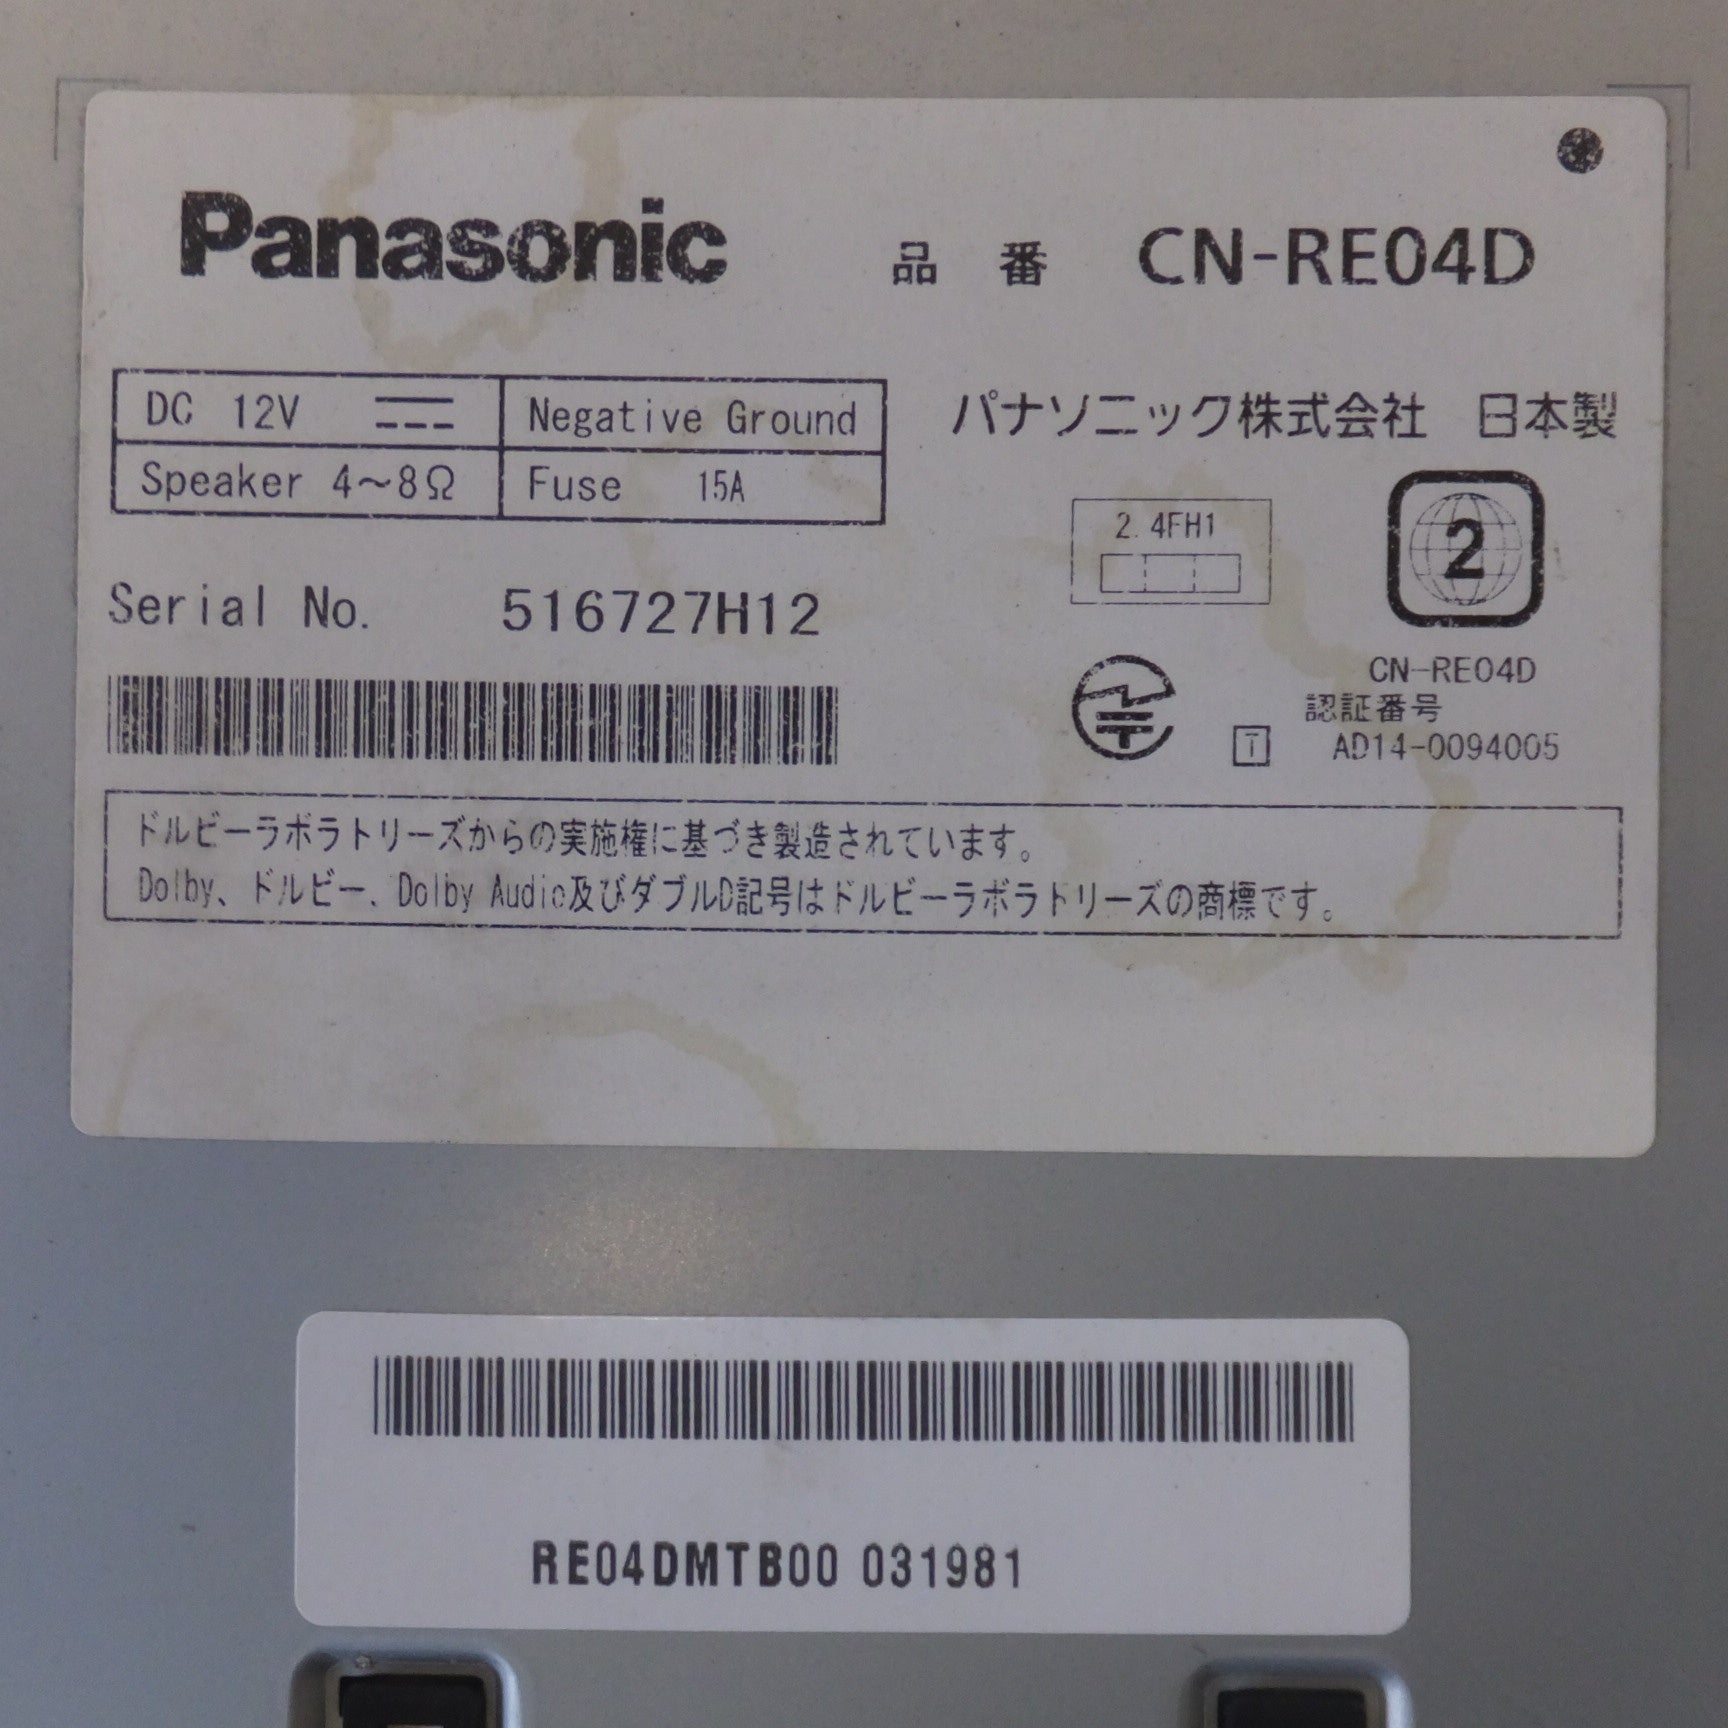 Panasonic 品 番 CN-RE04D
DC 12V Negative Ground
Speaker 4～8Ω Fuse 15A
パナソニック株式会社 日本製
2.4FH1
2
Serial No. 516727H12
CN-RE04D
認証番号
T AD14-0094005
ドルビーラボラトリーズからの実施権に基づき製造されています。
Dolby、ドルビー、Dolby Audio及びダブルD記号はドルビーラボラトリーズの商標です。
RE04DMTB00 031981